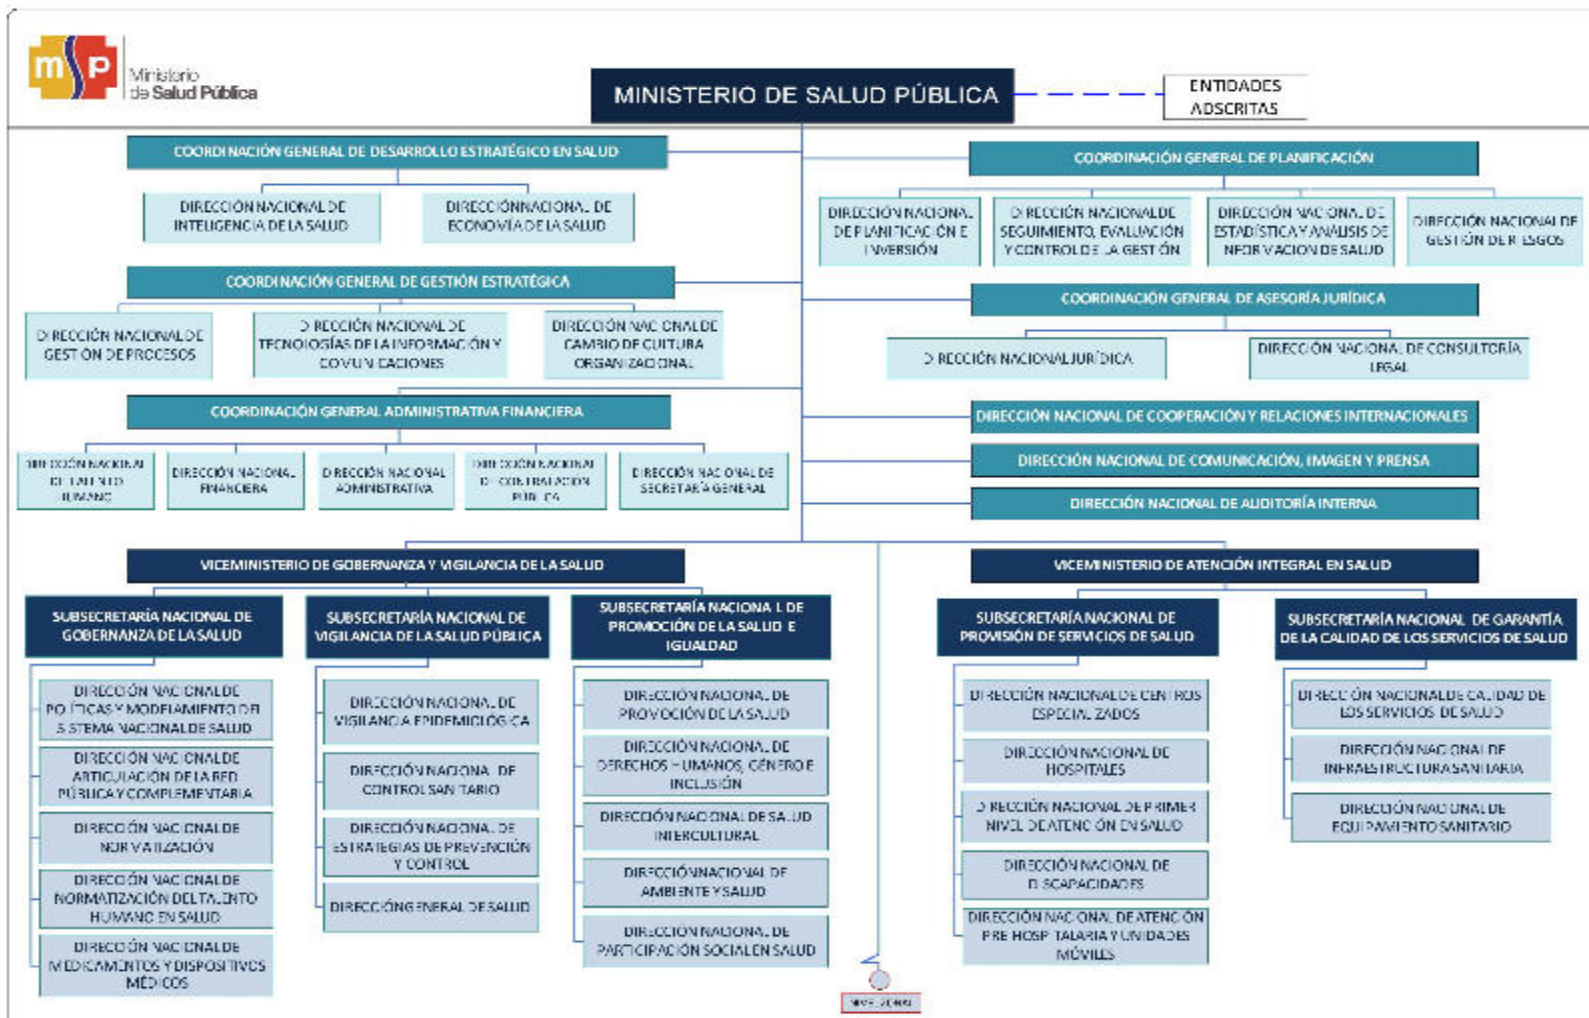 msp
Ministerio
de Salud Pública
MINISTERIO DE SALUD PÚBLICA
ENTIDADES
ADSCRITAS
COORDINACIÓN GENERAL DE DESARROLLO ESTRATÉGICO EN SALUD
DIRECCIÓN NACIONAL DE
INTELIGENCIA DE LA SALUD
DIRECCIÓN NACIONAL DE
ECONOMÍA DE LA SALUD
COORDINACIÓN GENERAL DE PLANIFICACIÓN
DIRECCIÓN NACIONAL
DE PLANIFICACIÓN E
INVERSIÓN
DIRECCIÓN NACIONAL DE
SEGUIMIENTO, EVALUACIÓN
Y CONTROL DE LA GESTIÓN
DIRECCIÓN NACIONAL DE
ESTADÍSTICA Y ANÁLISIS DE
INFORMACION DE SALUD
DIRECCIÓN NACIONAL DE
GESTIÓN DE RIESGOS
COORDINACIÓN GENERAL DE GESTIÓN ESTRATÉGICA
DIRECCIÓN NACIONAL DE
GESTIÓN DE PROCESOS
DIRECCIÓN NACIONAL DE
TECNOLOSÍAS DE LA INFORMACIÓN Y
COMUNICACIONES
DIRECCIÓN NACIONAL DE
CAMBIO DE CULTURA
ORGANIZACIONAL
COORDINACIÓN GENERAL DE ASESORÍA JURÍDICA
DIRECCIÓN NACIONAL JURÍDICA
DIRECCIÓN NACIONAL DE CONSULTORÍA
LEGAL
COORDINACIÓN GENERAL ADMINISTRATIVA FINANCIERA
DIRECCIÓN NACIONAL
DE TALENTO
HUMANO
DIRECCIÓN NACIONAL
FINANCIERA
DIRECCIÓN NACIONAL
ADMINISTRATIVA
DIRECCIÓN NACIONAL
DE CONTRATACIÓN
PÚBLICA
DIRECCIÓN NACIONAL DE
SECRETARÍA GENERAL
DIRECCIÓN NACIONAL DE COOPERACIÓN Y RELACIONES INTERNACIONALES
DIRECCIÓN NACIONAL DE COMUNICACIÓN, IMAGEN Y PRENSA
DIRECCIÓN NACIONAL DE AUDITORÍA INTERNA
VICEMINISTERIO DE GOBERNANZA Y VIGILANCIA DE LA SALUD
SUBSECRETARÍA NACIONAL DE
GOBERNANZA DE LA SALUD
DIRECCIÓN NACIONAL DE
POLÍTICAS Y MODELAMIENTO DEL
SISTEMA NACIONAL DE SALUD
DIRECCIÓN NACIONAL DE
ARTICULACIÓN DE LA RED
PÚBLICA Y COMPLEMENTARIA
DIRECCIÓN NACIONAL DE
NORMATIZACIÓN
DIRECCIÓN NACIONAL DE
NORMATIZACIÓN DEL TALENTO
HUMANO EN SALUD
DIRECCIÓN NACIONAL DE
MEDICAMENTOS Y DISPOSITIVOS
MÉDICOS
SUBSECRETARÍA NACIONAL DE
VIGILANCIA DE LA SALUD PÚBLICA
DIRECCIÓN NACIONAL DE
VIGILANCIA EPIDEMIOLÓGICA
DIRECCIÓN NACIONAL DE
CONTROL SANITARIO
DIRECCIÓN NACIONAL DE
ESTRATEGIAS DE PREVENCIÓN
Y CONTROL
DIRECCIÓN GENERAL DE SALUD
SUBSECRETARÍA NACIONAL DE
PROMOCIÓN DE LA SALUD E
IGUALDAD
DIRECCIÓN NACIONAL DE
PROMOCIÓN DE LA SALUD
DIRECCIÓN NACIONAL DE
DERECHOS HUMANOS, GÉNERO E
INCLUSIÓN
DIRECCIÓN NACIONAL DE SALUD
INTERCULTURAL
DIRECCIÓN NACIONAL DE
AMBIENTE Y SALUD
DIRECCIÓN NACIONAL DE
PARTICIPACIÓN SOCIAL EN SALUD
VICEMINISTERIO DE ATENCIÓN INTEGRAL EN SALUD
SUBSECRETARÍA NACIONAL DE
PROVISIÓN DE SERVICIOS DE SALUD
DIRECCIÓN NACIONAL DE CENTROS
ESPECIALIZADOS
DIRECCIÓN NACIONAL DE
HOSPITALES
DIRECCIÓN NACIONAL DE PRIMER
NIVEL DE ATENCIÓN EN SALUD
DIRECCIÓN NACIONAL DE
DISCAPACIDADES
DIRECCIÓN NACIONAL DE ATENCIÓN
PRE HOSPITALARIA Y UNIDADES
MÓVILES
SUBSECRETARÍA NACIONAL DE GARANTÍA
DE LA CALIDAD DE LOS SERVICIOS DE SALUD
DIRECCIÓN NACIONAL DE CALIDAD DE
LOS SERVICIOS DE SALUD
DIRECCIÓN NACIONAL DE
INFRAESTRUCTURA SANITARIA
DIRECCIÓN NACIONAL DE
EQUIPAMIENTO SANITARIO
NIVEL ZONAL